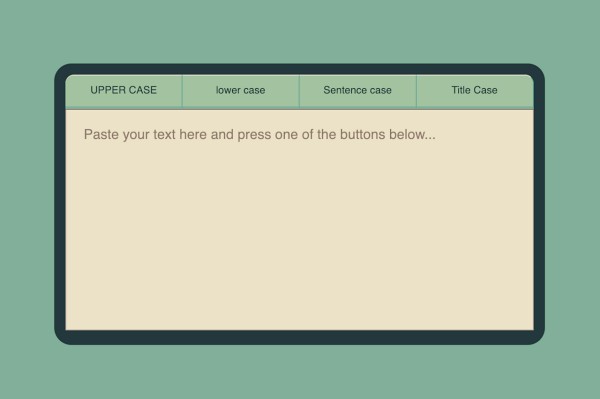 UPPER CASE lower case Sentence case Title Case
Paste your text here and press one of the buttons below...